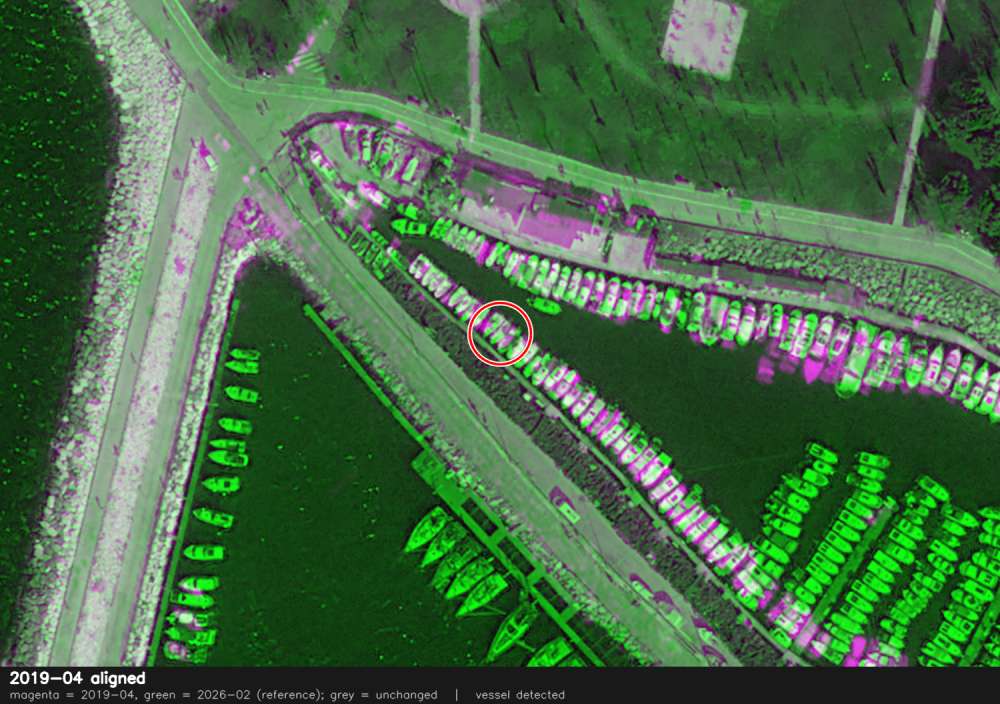 2019-04 aligned
magenta = 2019-04, green = 2026-02 (reference); grey = unchanged | vessel detected